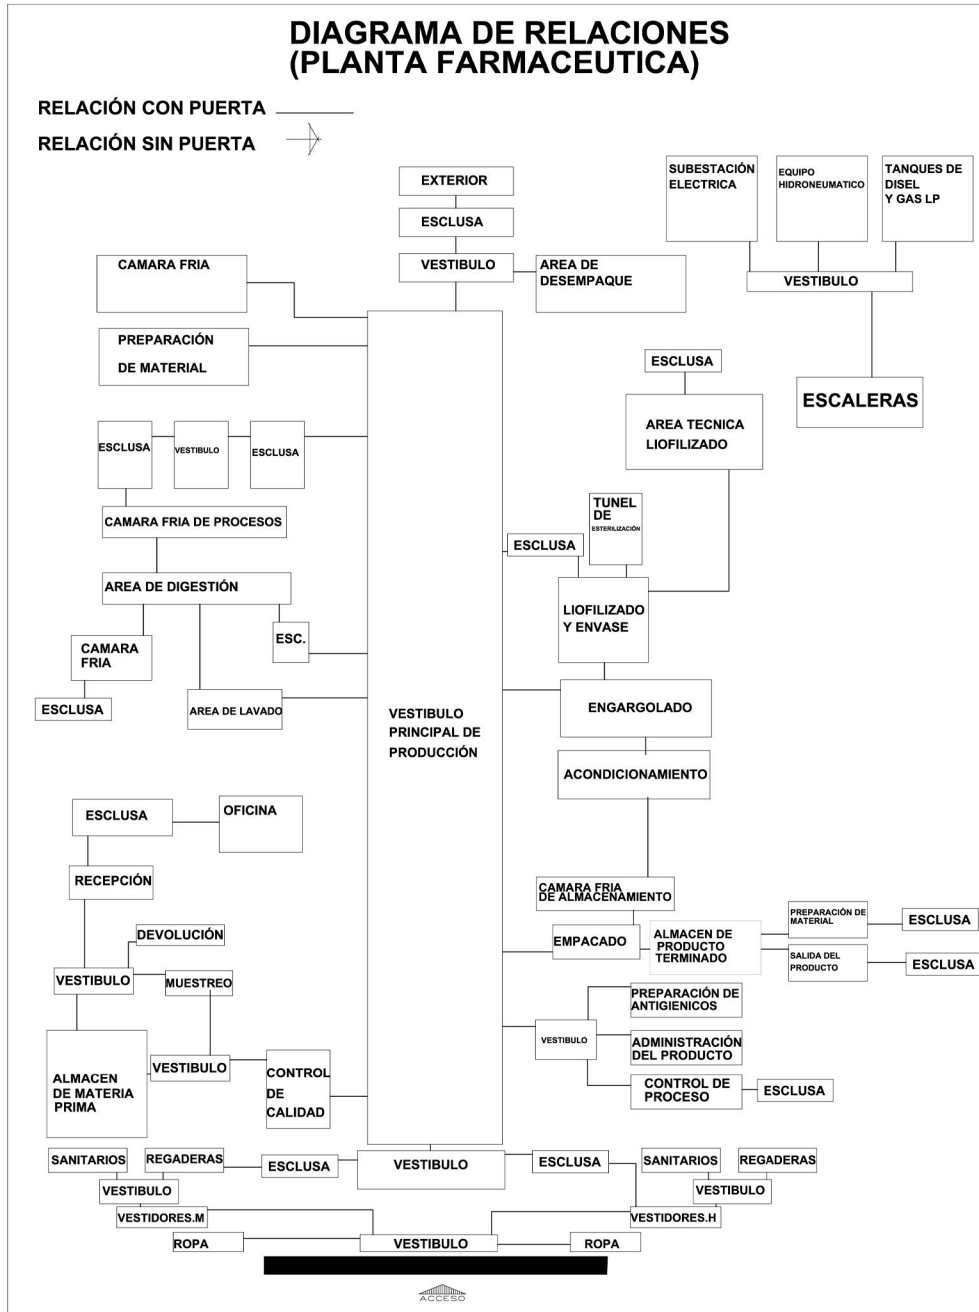 DIAGRAMA DE RELACIONES
(PLANTA FARMACEUTICA)
RELACIÓN CON PUERTA
RELACIÓN SIN PUERTA
EXTERIOR
ESCLUSA
VESTIBULO
AREA DE
DESEMPAQUE
SUBESTACIÓN
ELECTRICA
EQUIPO
HIDRONEUMATICO
TANQUES DE
DISEL
Y GAS LP
VESTIBULO
ESCALERAS
CAMARA FRIA
PREPARACIÓN
DE MATERIAL
ESCLUSA
VESTIBULO
ESCLUSA
CAMARA FRIA DE PROCESOS
AREA DE DIGESTIÓN
ESC.
CAMARA
FRIA
ESCLUSA
AREA DE LAVADO
VESTIBULO
PRINCIPAL DE
PRODUCCIÓN
ESCLUSA
AREA TECNICA
LIOFILIZADO
TUNEL
DE
ESTERILIZACIÓN
ESCLUSA
LIOFILIZADO
Y ENVASE
ENGARGOLADO
ACONDICIONAMIENTO
ESCLUSA
OFICINA
RECEPCIÓN
DEVOLUCIÓN
VESTIBULO
MUESTREO
ALMACEN
DE MATERIA
PRIMA
VESTIBULO
CONTROL
DE
CALIDAD
CAMARA FRIA
DE ALMACENAMIENTO
EMPACADO
ALMACEN DE
PRODUCTO
TERMINADO
PREPARACIÓN DE
MATERIAL
ESCLUSA
SALIDA DEL
PRODUCTO
ESCLUSA
VESTIBULO
PREPARACIÓN DE
ANTIGIENICOS
ADMINISTRACIÓN
DEL PRODUCTO
CONTROL DE
PROCESO
ESCLUSA
SANITARIOS
REGADERAS
ESCLUSA
VESTIBULO
ESCLUSA
SANITARIOS
REGADERAS
VESTIBULO
VESTIBULO
VESTIDORES.M
VESTIDORES.H
ROPA
VESTIBULO
ROPA
ACCESO